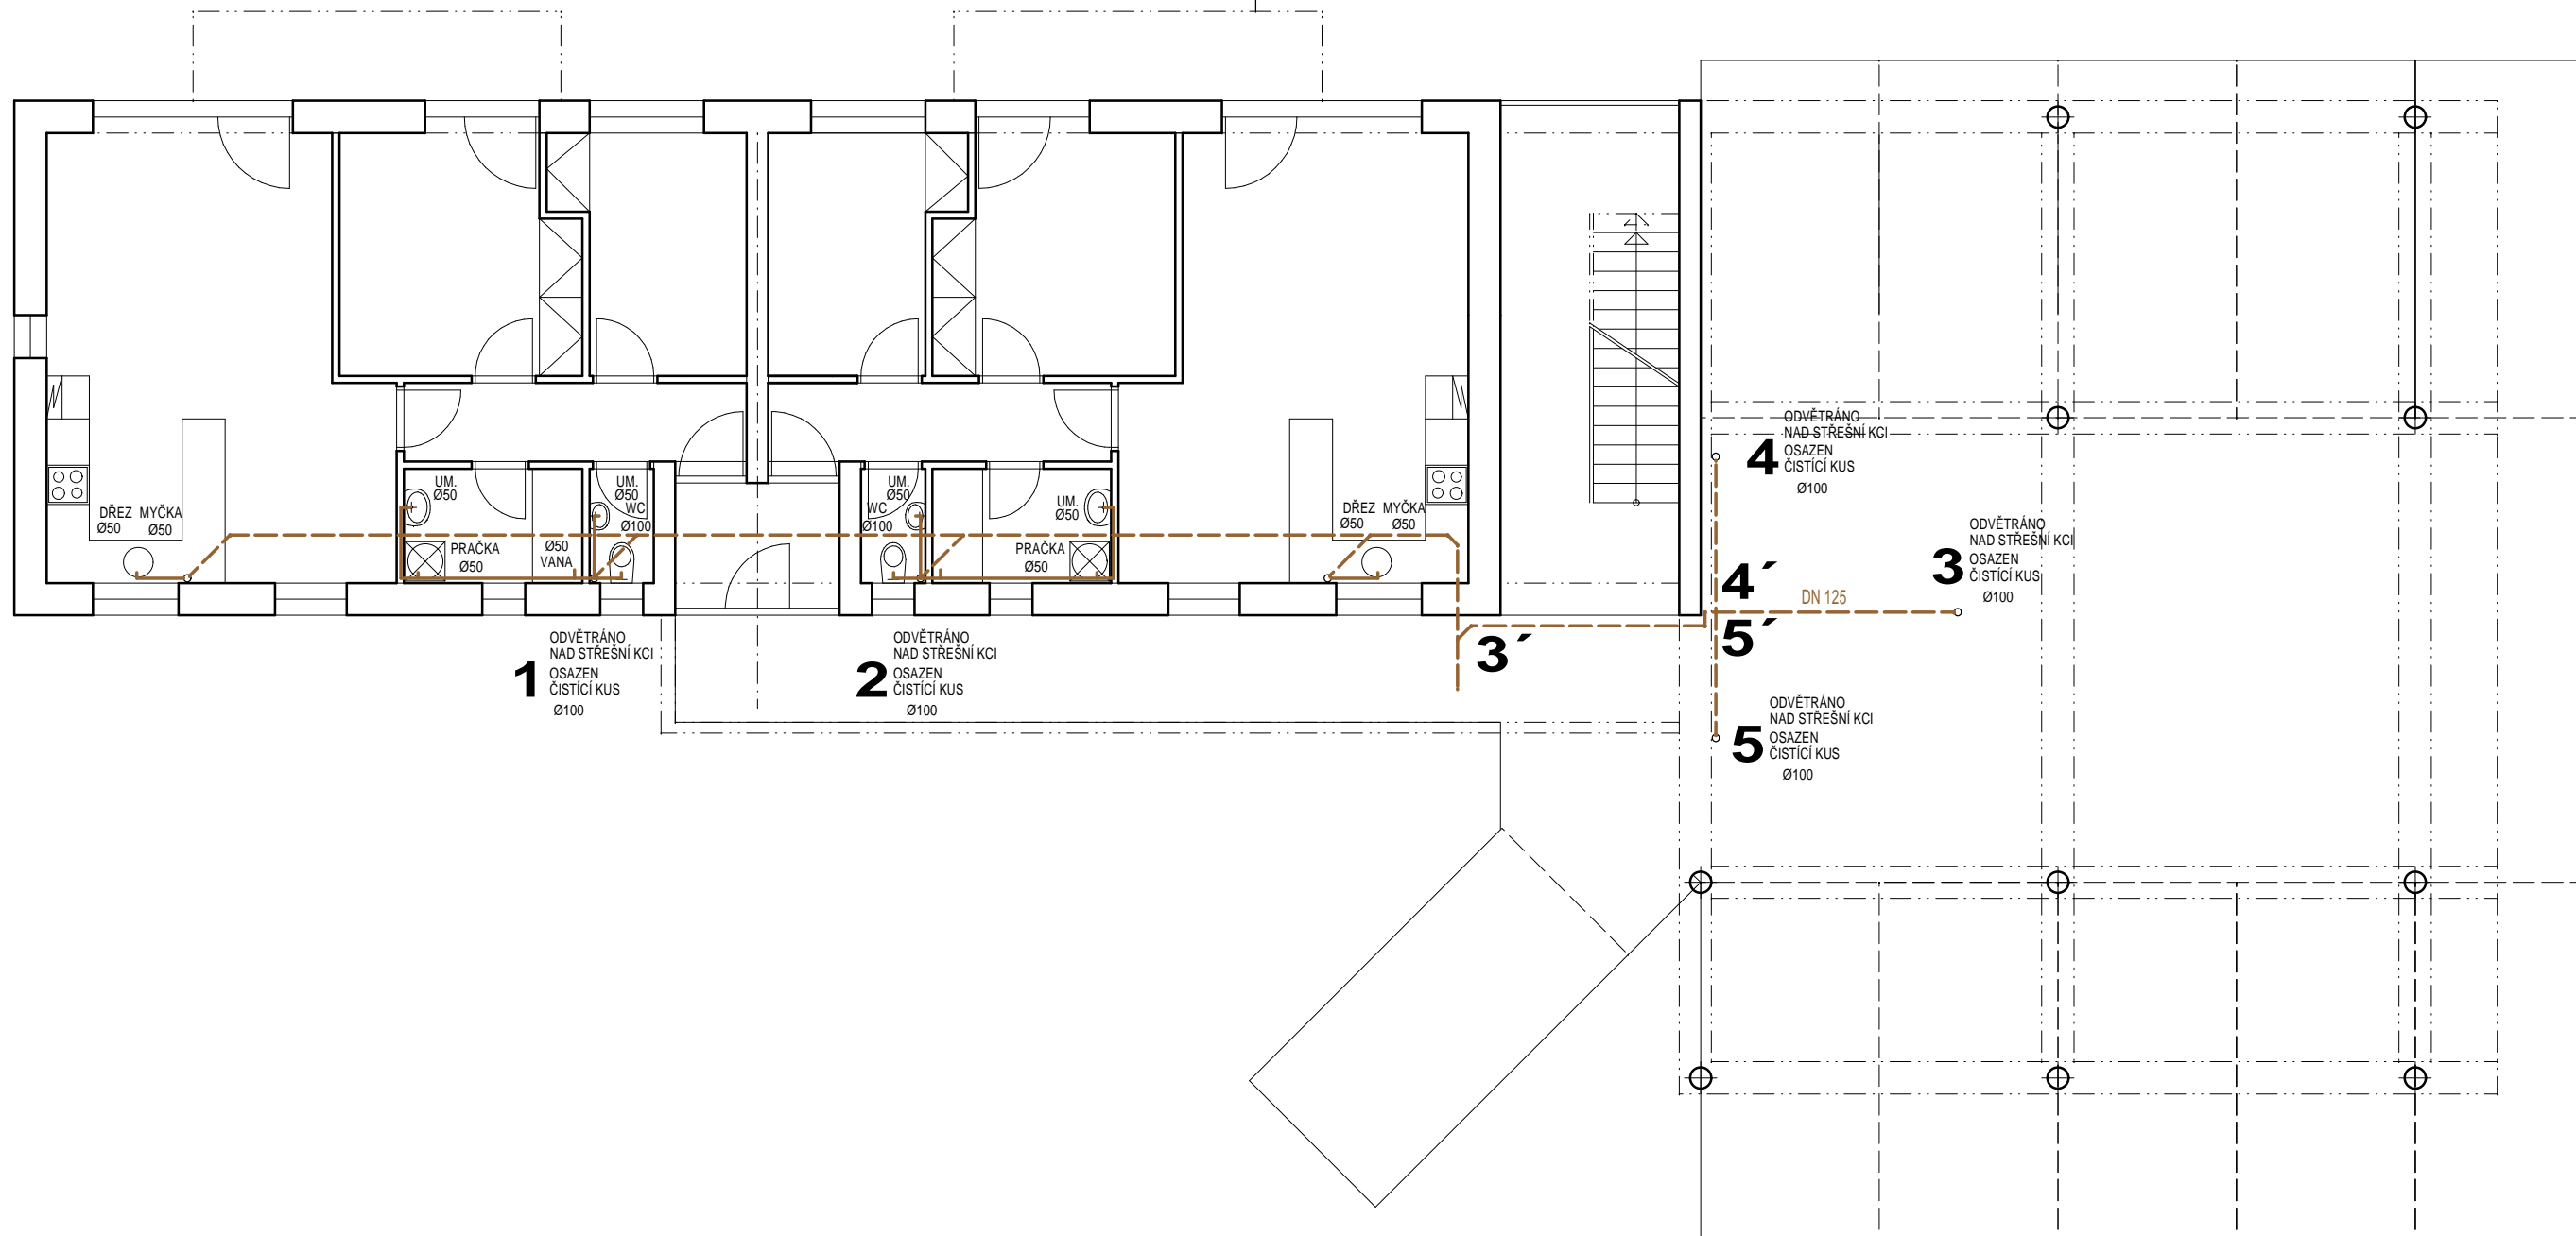 DŘEZ MYČKA
Ø50 Ø50
UM.
Ø50
PRAČKA
Ø50
Ø50
VANA
UM.
Ø50
WC
Ø100
UM.
Ø50
WC
Ø100
UM.
Ø50
PRAČKA
Ø50
DŘEZ MYČKA
Ø50 Ø50
1
ODVĚTRÁNO
NAD STŘEŠNÍ KCI
OSAZEN
ČISTÍCÍ KUS
Ø100
2
ODVĚTRÁNO
NAD STŘEŠNÍ KCI
OSAZEN
ČISTÍCÍ KUS
Ø100
3´
4
ODVĚTRÁNO
NAD STŘEŠNÍ KCI
OSAZEN
ČISTÍCÍ KUS
Ø100
3
ODVĚTRÁNO
NAD STŘEŠNÍ KCI
OSAZEN
ČISTÍCÍ KUS
Ø100
4´
DN 125
5´
5
ODVĚTRÁNO
NAD STŘEŠNÍ KCI
OSAZEN
ČISTÍCÍ KUS
Ø100